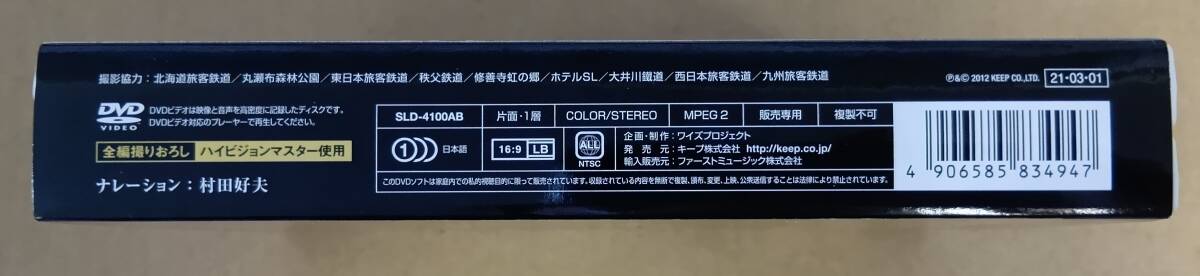 撮影協力：北海道旅客鉄道／丸瀬布森林公園／東日本旅客鉄道／秩父鉄道／修善寺虹の郷／ホテルSL／大井川鐵道／西日本旅客鉄道／九州旅客鉄道
℗&© 2012 KEEP CO.,LTD. 21・03・01
DVD VIDEO
DVDビデオは映像と音声を高密度に記録したディスクです。
DVDビデオ対応のプレーヤーで再生してください。
全編撮りおろし ハイビジョンマスター使用
ナレーション：村田好夫
SLD-4100AB 片面・1層 COLOR/STEREO MPEG 2 販売専用 複製不可
1 日本語 16:9 LB ALL NTSC
企画・制作：ワイズプロジェクト
発 売 元：キープ株式会社 http://keep.co.jp/
輸入販売元：ファーストミュージック株式会社
このDVDソフトは家庭内での私的視聴目的に限って販売されています。収録されている内容を無断で複製、頒布、変更、上映、公衆送信することは法律により禁止されています。
4 906585 834947